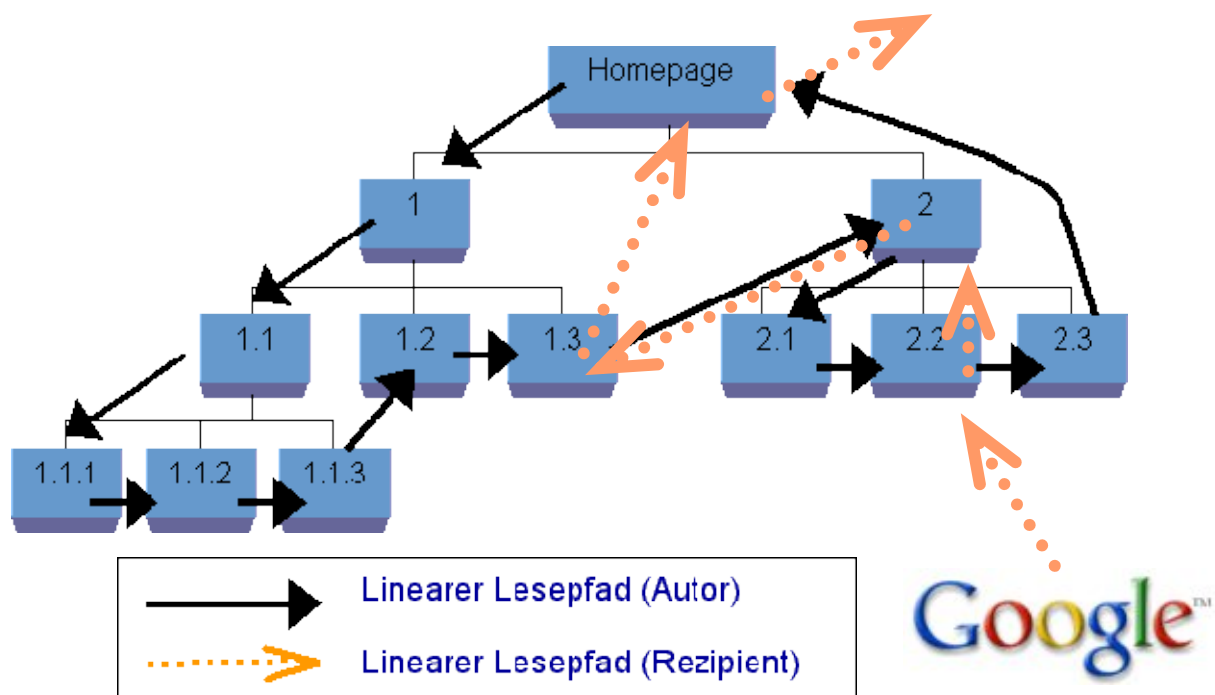 Homepage
1
2
1.1
1.2
1.3
2.1
2.2
2.3
1.1.1
1.1.2
1.1.3
Linearer Lesepfad (Autor)
Linearer Lesepfad (Rezipient)
Google™